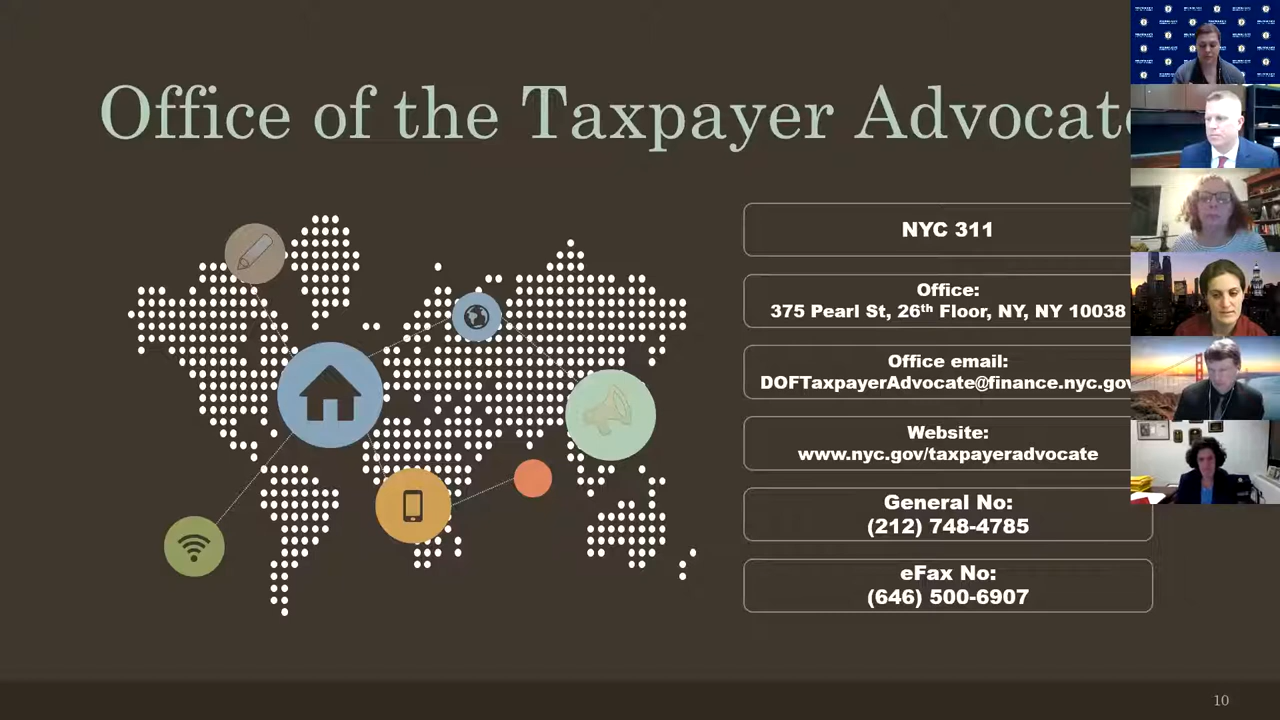 Office of the Taxpayer Advocate
NYC 311
Office:
375 Pearl St, 26th Floor, NY, NY 10038
Office email:
DOFTaxpayerAdvocate@finance.nyc.gov
Website:
www.nyc.gov/taxpayeradvocate
General No:
(212) 748-4785
eFax No:
(646) 500-6907
10